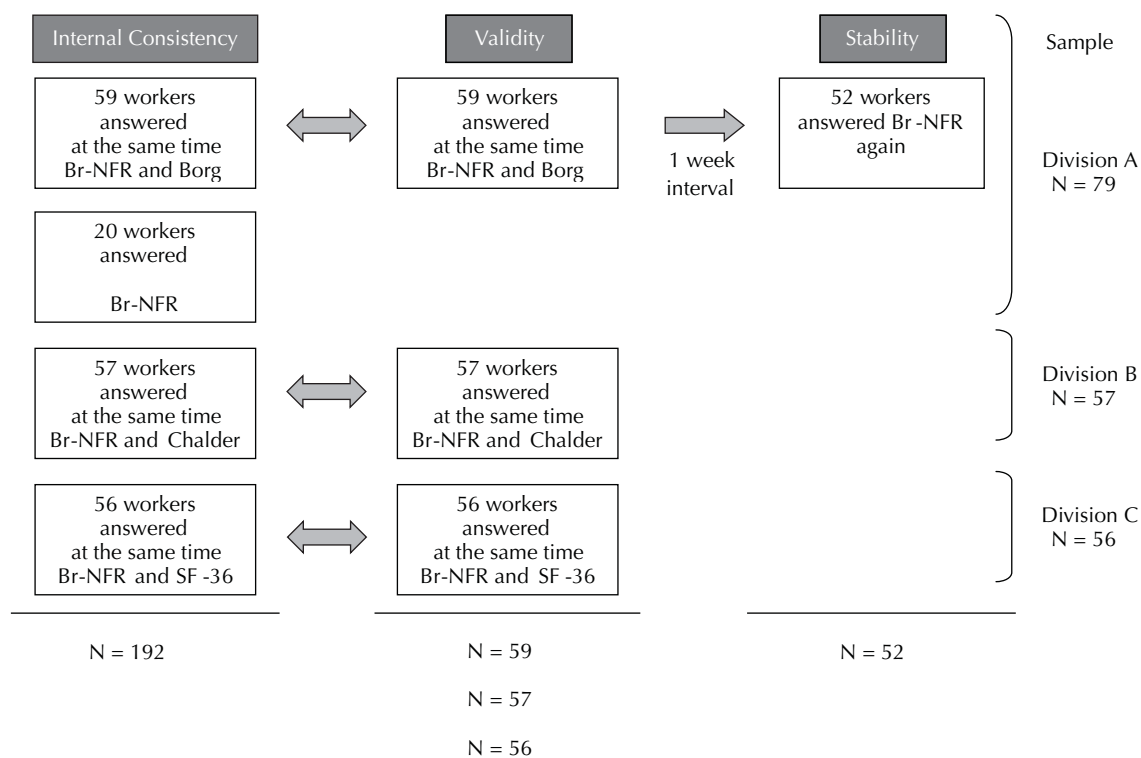 Internal Consistency
Validity
Stability
Sample
59 workers
answered
at the same time
Br-NFR and Borg
59 workers
answered
at the same time
Br-NFR and Borg
1 week
interval
52 workers
answered Br -NFR
again
Division A
N = 79
20 workers
answered
Br-NFR
57 workers
answered
at the same time
Br-NFR and Chalder
57 workers
answered
at the same time
Br-NFR and Chalder
Division B
N = 57
56 workers
answered
at the same time
Br-NFR and SF -36
56 workers
answered
at the same time
Br-NFR and SF -36
Division C
N = 56
N = 192
N = 59
N = 52
N = 57
N = 56